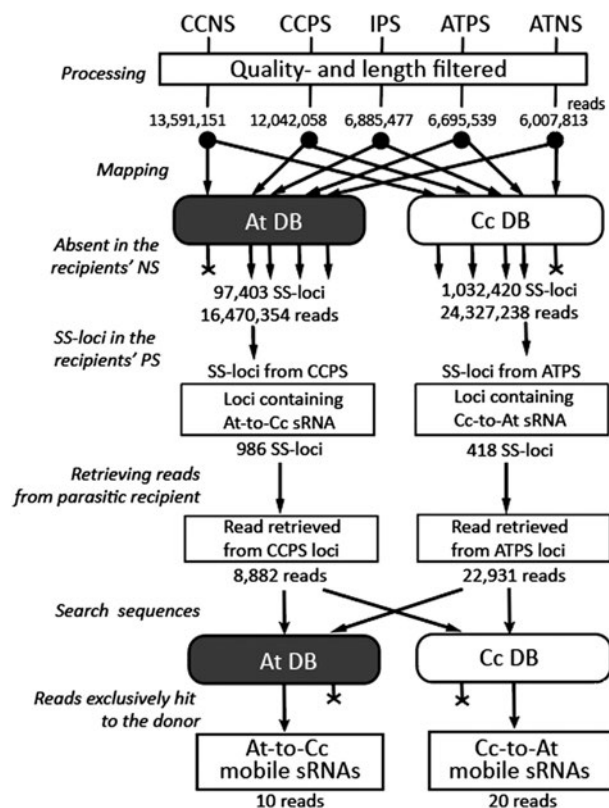 CCNS CCPS IPS ATPS ATNS
Processing
Quality- and length filtered
reads
13,591,151 12,042,058 6,885,477 6,695,539 6,007,813
Mapping
At DB Cc DB
Absent in the
recipients' NS
97,403 SS-loci 1,032,420 SS-loci
16,470,354 reads 24,327,238 reads
SS-loci in the
recipients' PS
SS-loci from CCPS SS-loci from ATPS
Loci containing Loci containing
At-to-Cc sRNA Cc-to-At sRNA
986 SS-loci 418 SS-loci
Retrieving reads
from parasitic recipient
Read retrieved Read retrieved
from CCPS loci from ATPS loci
8,882 reads 22,931 reads
Search sequences
At DB Cc DB
Reads exclusively hit
to the donor
At-to-Cc Cc-to-At
mobile sRNAs mobile sRNAs
10 reads 20 reads